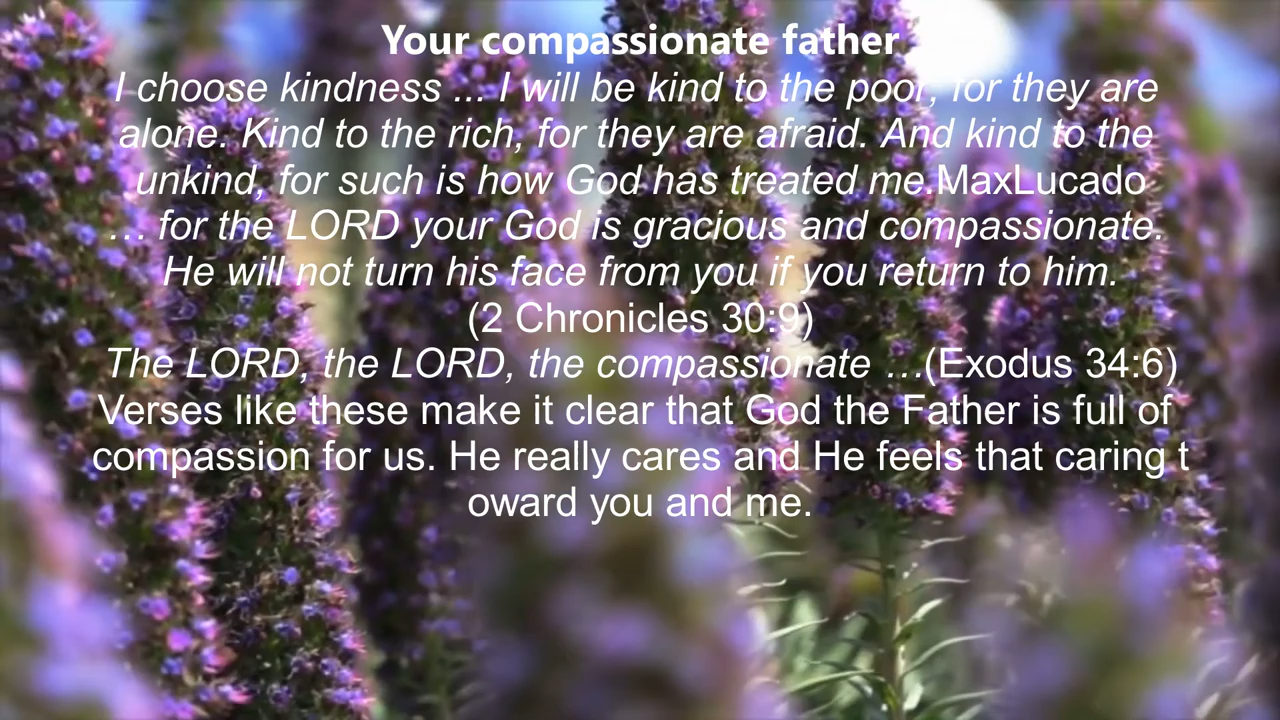 Your compassionate father
I choose kindness ... I will be kind to the poor, for they are
alone. Kind to the rich, for they are afraid. And kind to the
unkind, for such is how God has treated me.MaxLucado
… for the LORD your God is gracious and compassionate.
He will not turn his face from you if you return to him.
(2 Chronicles 30:9)
The LORD, the LORD, the compassionate …(Exodus 34:6)
Verses like these make it clear that God the Father is full of
compassion for us. He really cares and He feels that caring t
oward you and me.